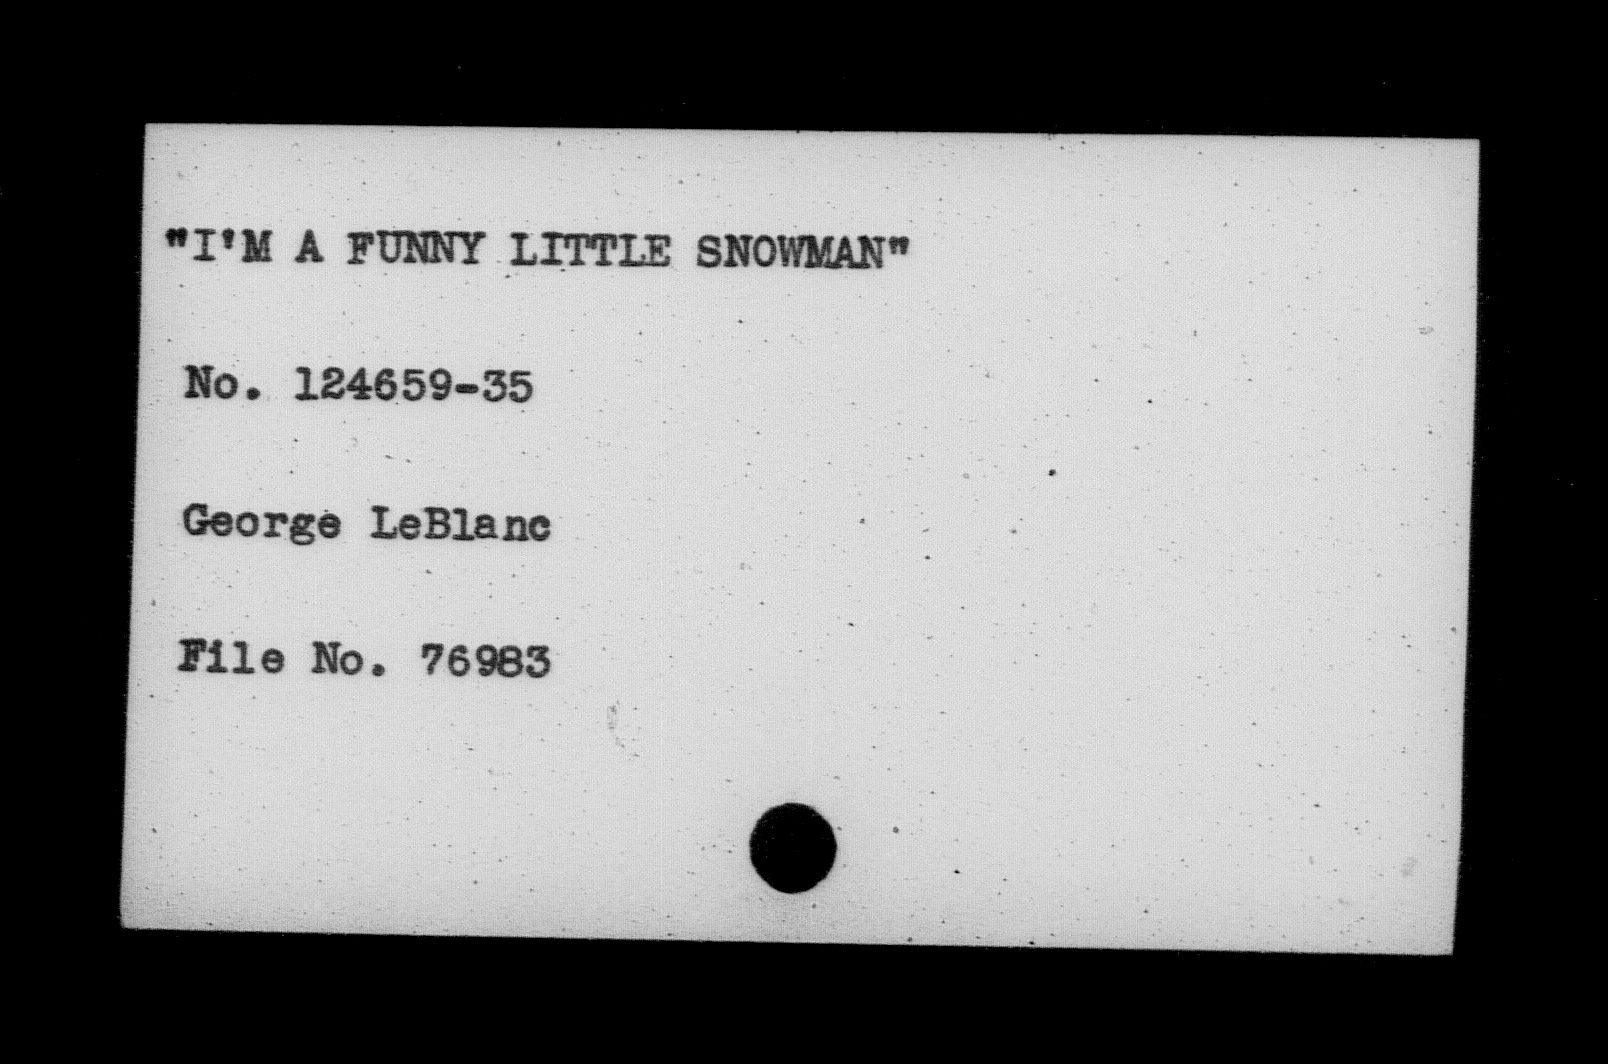 "I'M A FUNNY LITTLE SNOWMAN"
No. 124659-35
George LeBlanc
File No. 76983